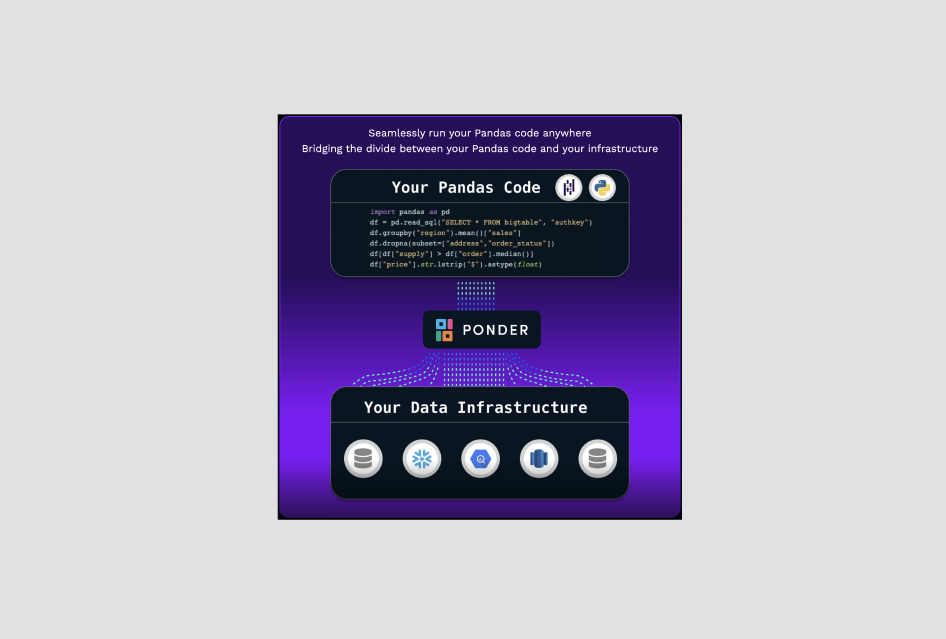 Seamlessly run your Pandas code anywhere
Bridging the divide between your Pandas code and your infrastructure
Your Pandas Code
import pandas as pd
df = pd.read_sql("SELECT * FROM bigtable", "authkey")
df.groupby("region").mean()["sales"]
df.dropna(subset=["address","order_status"])
df[df["supply"] > df["order"].median()]
df["price"].str.lstrip("$").astype(float)
PONDER
Your Data Infrastructure